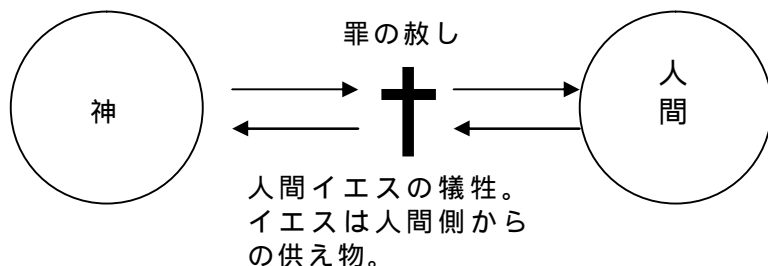 罪の赦し
神
人
間
人間イエスの犠牲。
イエスは人間側から
の供え物。